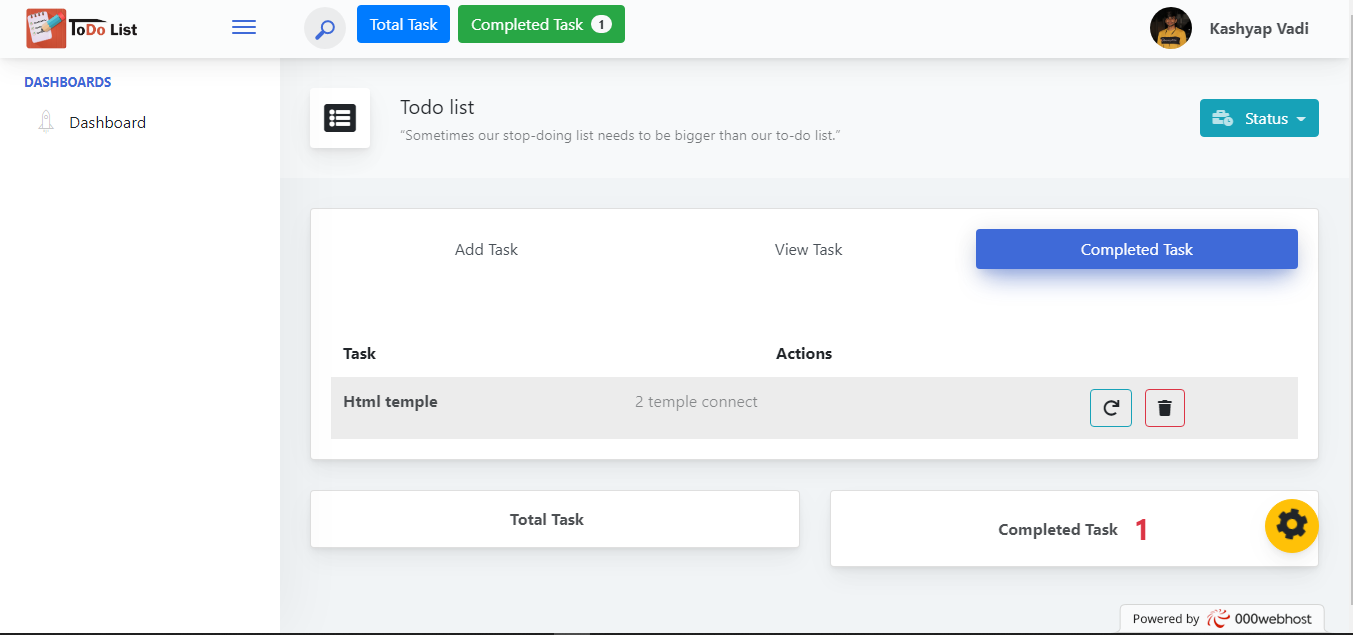 ToDo List
Total Task
Completed Task 1
Kashyap Vadi
DASHBOARDS
Dashboard
Todo list
“Sometimes our stop-doing list needs to be bigger than our to-do list.”
Status
Add Task
View Task
Completed Task
Task
Actions
Html temple
2 temple connect
Total Task
Completed Task 1
Powered by 000webhost